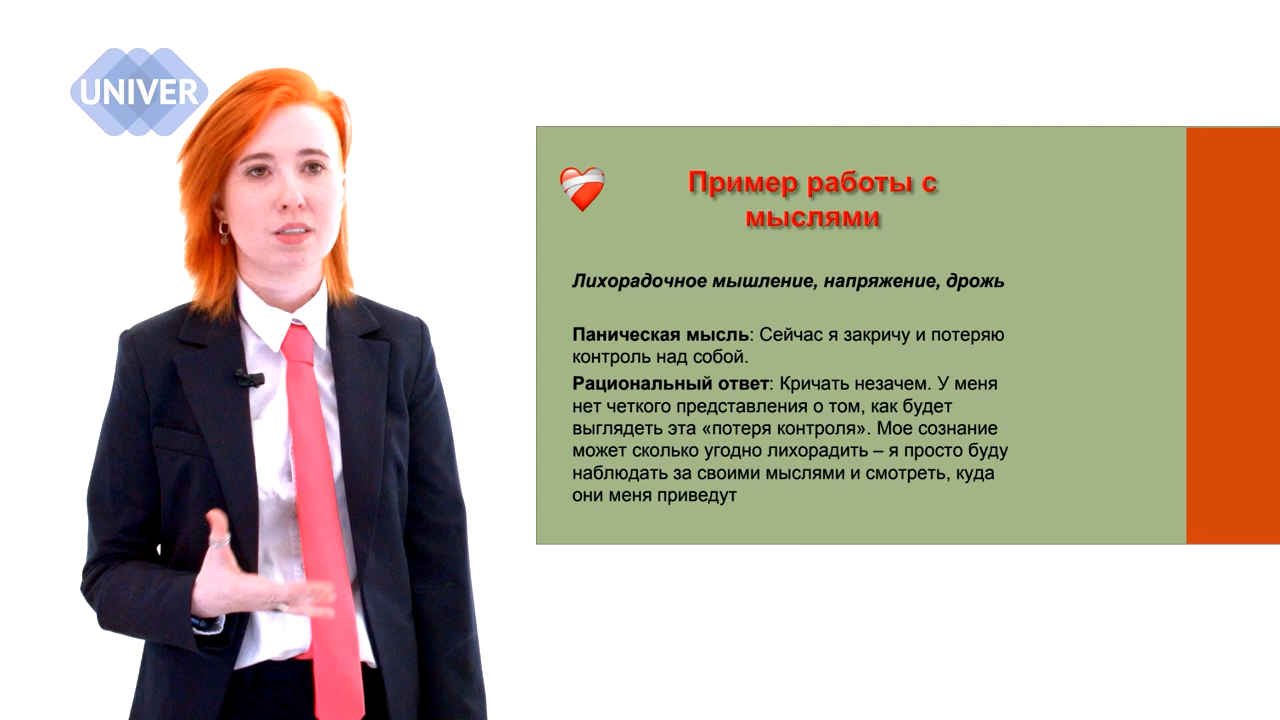 UNIVER
Пример работы с
мыслями
Лихорадочное мышление, напряжение, дрожь
Паническая мысль: Сейчас я закричу и потеряю
контроль над собой.
Рациональный ответ: Кричать незачем. У меня
нет четкого представления о том, как будет
выглядеть эта «потеря контроля». Мое сознание
может сколько угодно лихорадить – я просто буду
наблюдать за своими мыслями и смотреть, куда
они меня приведут